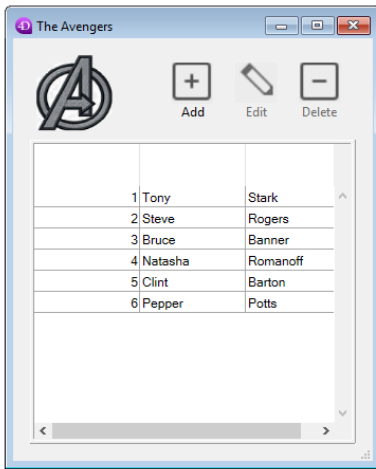 4D The Avengers
Add Edit Delete
1 Tony Stark
2 Steve Rogers
3 Bruce Banner
4 Natasha Romanoff
5 Clint Barton
6 Pepper Potts